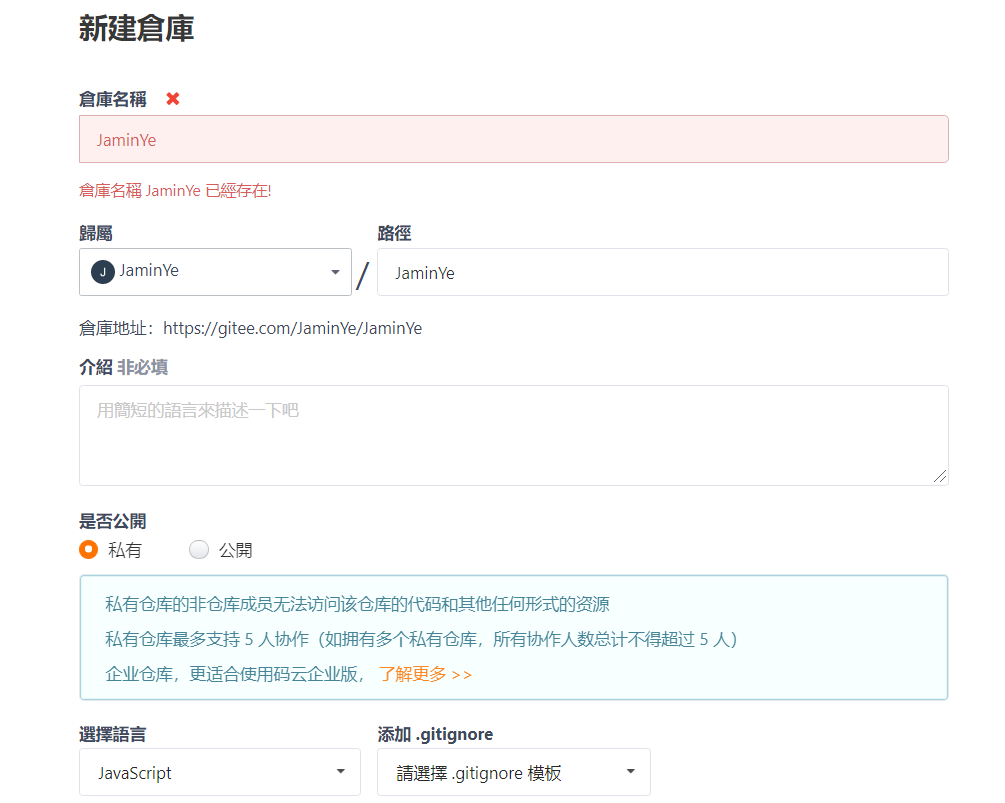 新建倉庫
倉庫名稱 ✖
JaminYe
倉庫名稱 JaminYe 已經存在!
歸屬 路徑
J JaminYe / JaminYe
倉庫地址：https://gitee.com/JaminYe/JaminYe
介紹 非必填
用簡短的語言來描述一下吧
是否公開
私有 公開
私有仓库的非仓库成员无法访问该仓库的代码和其他任何形式的资源
私有仓库最多支持 5 人协作（如拥有多个私有仓库，所有协作人数总计不得超过 5 人）
企业仓库，更适合使用码云企业版， 了解更多 >>
選擇語言 添加 .gitignore
JavaScript 請選擇 .gitignore 模板